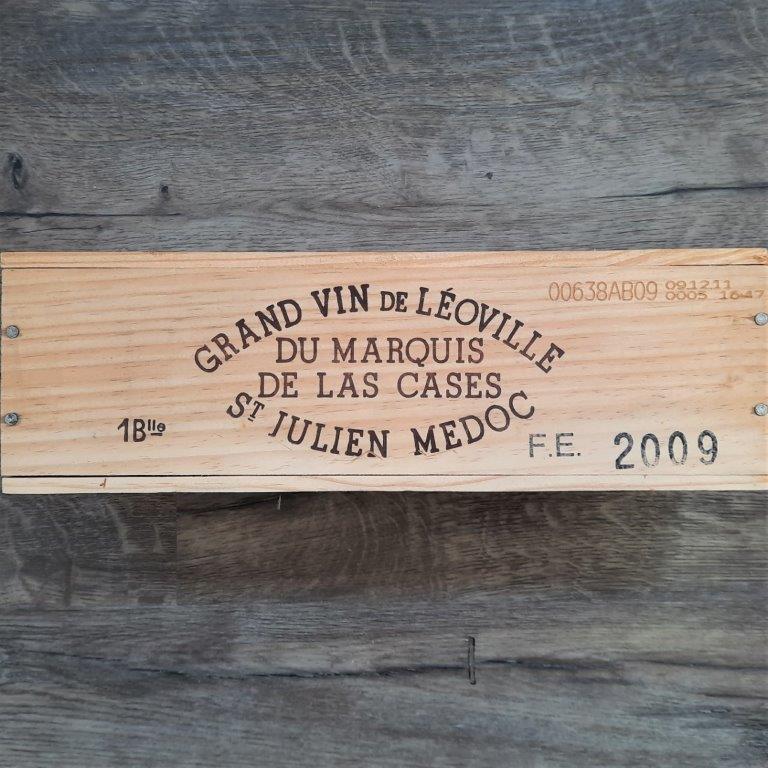 GRAND VIN DE LÉOVILLE
DU MARQUIS
DE LAS CASES
ST JULIEN MEDOC
1Blle
F.E. 2009
00638AB09 091211
0005 16:47